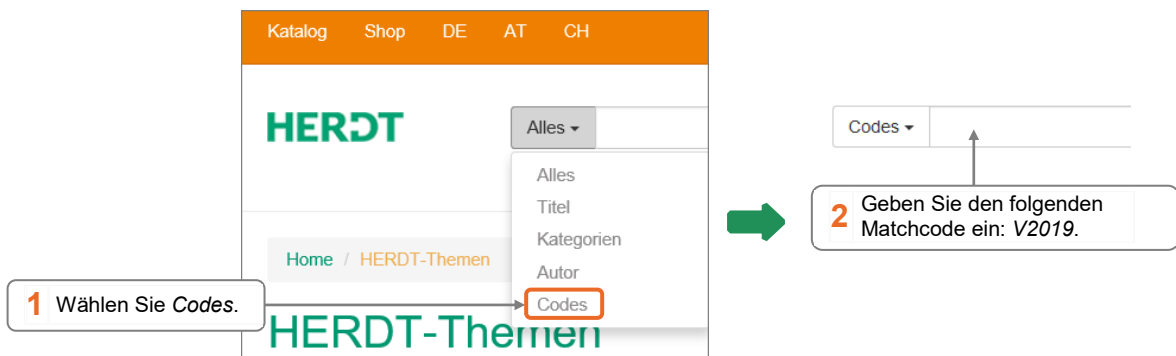 Katalog Shop DE AT CH
HERDT
Alles
Alles
Titel
Kategorien
Autor
Codes
Home / HERDT-Themen
HERDT-Themen
1 Wählen Sie Codes.
Codes
2 Geben Sie den folgenden
Matchcode ein: V2019.